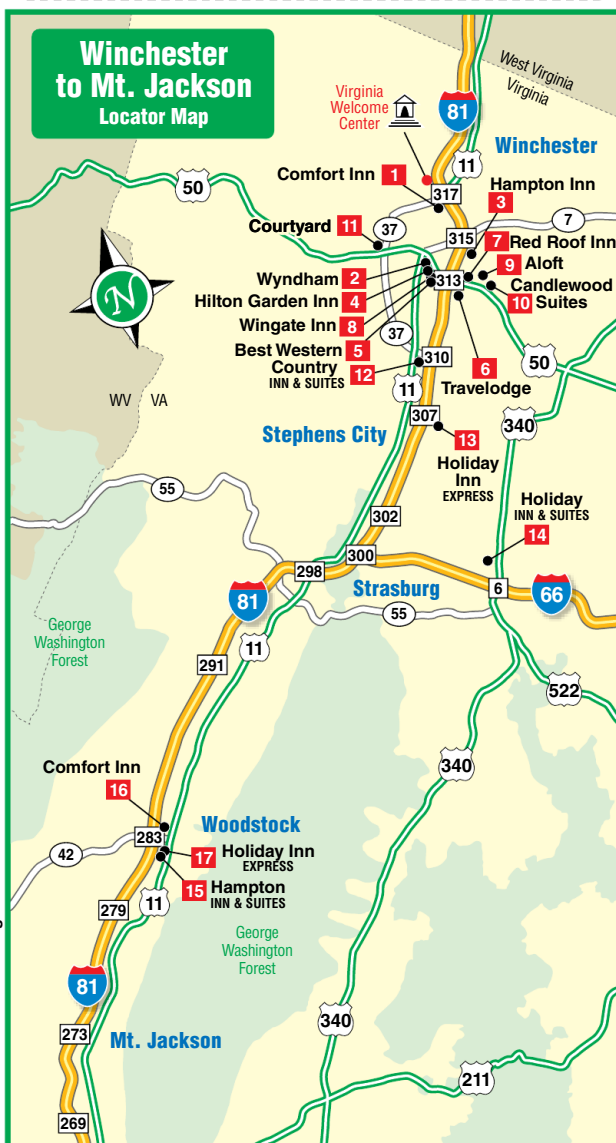 Winchester
to Mt. Jackson
Locator Map
West Virginia
Virginia
Virginia
Welcome
Center
81
Winchester
11
Comfort Inn 1
317
Hampton Inn
3
50
7
Courtyard 11
37
315
7 Red Roof Inn
N
Wyndham 2
9 Aloft
313
Candlewood
10 Suites
Hilton Garden Inn 4
Wingate Inn 8
37
Best Western 5
310
50
Country
INN & SUITES 12
6
Travelodge
WV VA
11
307
340
Stephens City
13
Holiday
Inn
EXPRESS
55
Holiday
INN & SUITES
14
302
300
298
Strasburg
6
66
81
55
George
Washington
Forest
11
291
522
340
Comfort Inn
16
Woodstock
283
42
17 Holiday Inn
EXPRESS
15 Hampton
INN & SUITES
11
279
George
Washington
Forest
81
340
273
Mt. Jackson
211
269